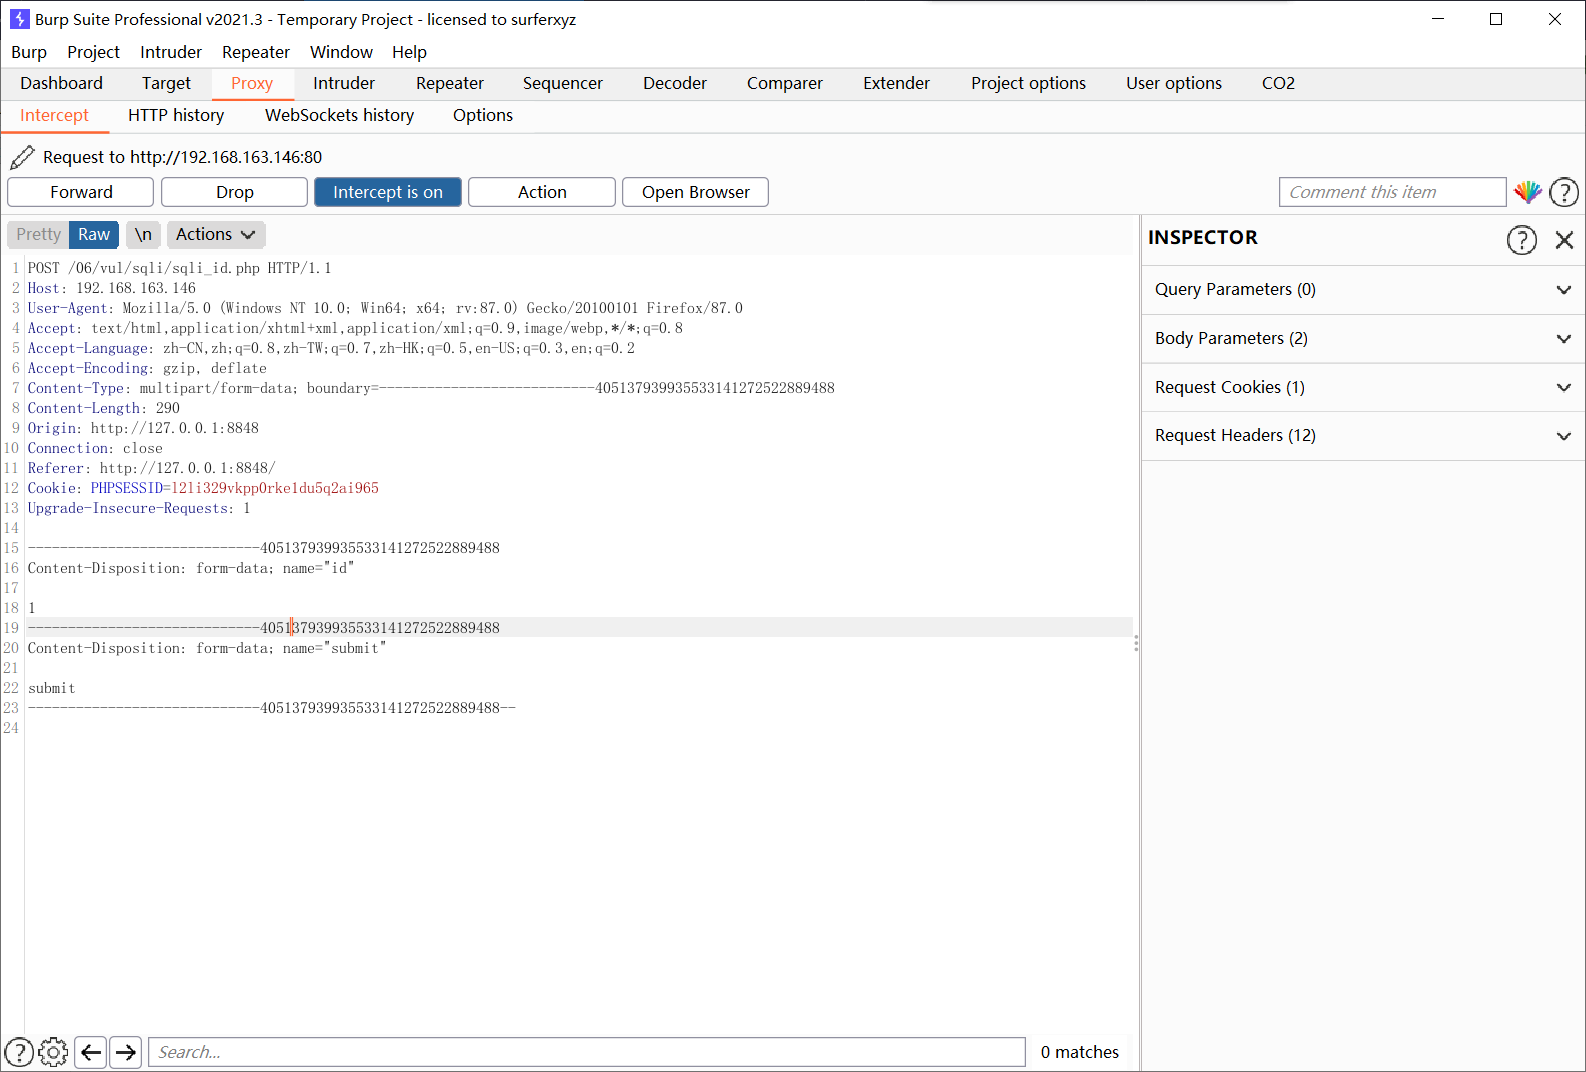 Burp Suite Professional v2021.3 - Temporary Project - licensed to surferxyz
Burp Project Intruder Repeater Window Help
Dashboard Target Proxy Intruder Repeater Sequencer Decoder Comparer Extender Project options User options CO2
Intercept HTTP history WebSockets history Options
Request to http://192.168.163.146:80
Forward Drop Intercept is on Action Open Browser Comment this item
Pretty Raw \n Actions
INSPECTOR
Query Parameters (0)
Body Parameters (2)
Request Cookies (1)
Request Headers (12)
1 POST /06/vul/sqli/sqli_id.php HTTP/1.1
2 Host: 192.168.163.146
3 User-Agent: Mozilla/5.0 (Windows NT 10.0; Win64; x64; rv:87.0) Gecko/20100101 Firefox/87.0
4 Accept: text/html,application/xhtml+xml,application/xml;q=0.9,image/webp,*/*;q=0.8
5 Accept-Language: zh-CN,zh;q=0.8,zh-TW;q=0.7,zh-HK;q=0.5,en-US;q=0.3,en;q=0.2
6 Accept-Encoding: gzip, deflate
7 Content-Type: multipart/form-data; boundary=---------------------------405137939935533141272522889488
8 Content-Length: 290
9 Origin: http://127.0.0.1:8848
10 Connection: close
11 Referer: http://127.0.0.1:8848/
12 Cookie: PHPSESSID=l2li329vkpp0rke1du5q2ai965
13 Upgrade-Insecure-Requests: 1
14
15 -----------------------------405137939935533141272522889488
16 Content-Disposition: form-data; name="id"
17
18 1
19 -----------------------------405137939935533141272522889488
20 Content-Disposition: form-data; name="submit"
21
22 submit
23 -----------------------------405137939935533141272522889488--
24
Search... 0 matches